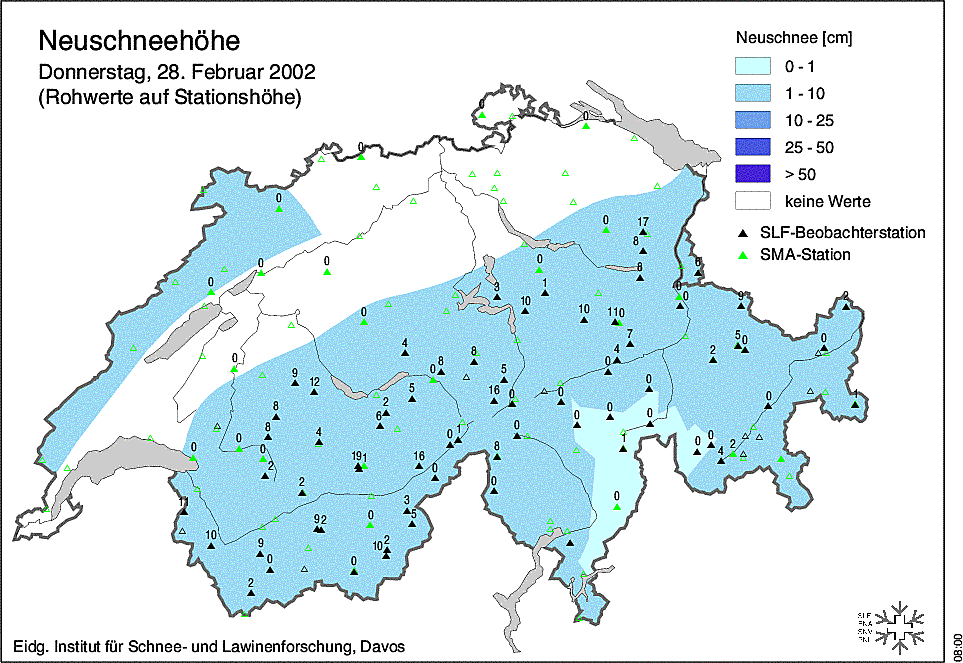 Neuschneehöhe
Donnerstag, 28. Februar 2002
(Rohwerte auf Stationshöhe)
Neuschnee [cm]
0 - 1
1 - 10
10 - 25
25 - 50
> 50
keine Werte
SLF-Beobachterstation
SMA-Station
0
0
0
0
0 17
8
0 0 8 0
0 0 3 1 0 0 9 2
10
0 10 110
7 5 0 0
4 8 4 2
0 8 0
9 12 0 5 0
5 16 0 0 0 0 1
8 2
6 0 0
8 4 0 1 0 0 0
0 0 0 8 1 4 2
2 19 1 16 0
2 0
11 3 0
10 9 2 0 5
9 10 2
0 0
2
Eidg. Institut für Schnee- und Lawinenforschung, Davos
SLF
08:00